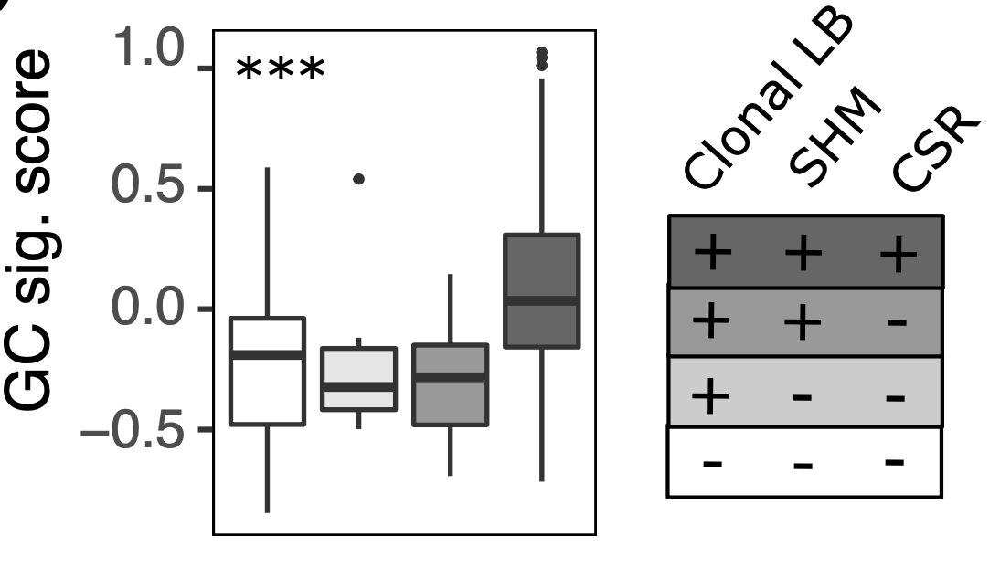 GC sig. score
1.0
0.5
0.0
−0.5
***
Clonal LB
SHM
CSR
+ + +
+ + -
+ - -
- - -